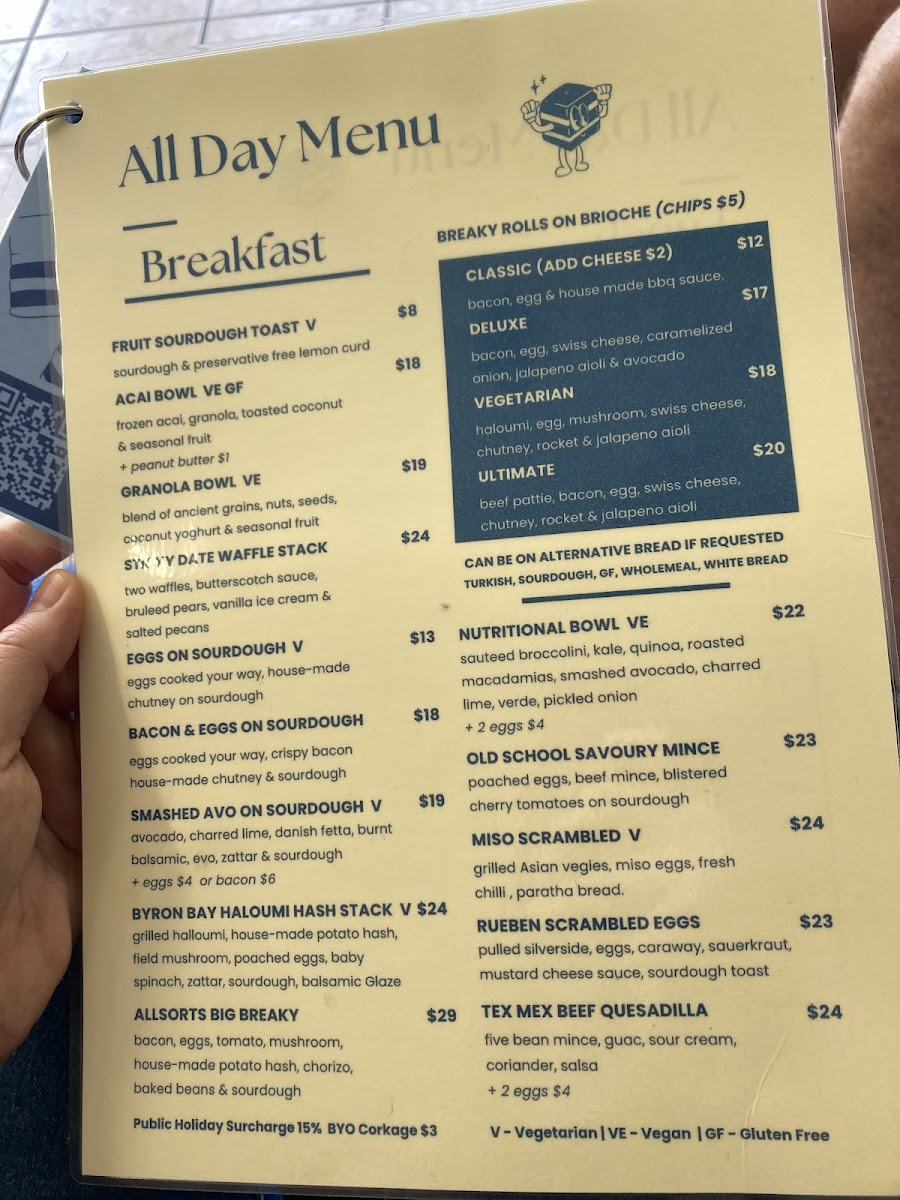 All Day Menu
Breakfast
FRUIT SOURDOUGH TOAST V $8
sourdough & preservative free lemon curd
ACAI BOWL VE GF $18
frozen acai, granola, toasted coconut
& seasonal fruit
+ peanut butter $1
GRANOLA BOWL VE $19
blend of ancient grains, nuts, seeds,
coconut yoghurt & seasonal fruit
DATE WAFFLE STACK $24
two waffles, butterscotch sauce,
bruleed pears, vanilla ice cream &
salted pecans
EGGS ON SOURDOUGH V $13
eggs cooked your way, house-made
chutney on sourdough
BACON & EGGS ON SOURDOUGH $18
eggs cooked your way, crispy bacon
house-made chutney & sourdough
SMASHED AVO ON SOURDOUGH V $19
avocado, charred lime, danish fetta, burnt
balsamic, evo, zattar & sourdough
+ eggs $4 or bacon $6
BYRON BAY HALOUMI HASH STACK V $24
grilled halloumi, house-made potato hash,
field mushroom, poached eggs, baby
spinach, zattar, sourdough, balsamic Glaze
ALLSORTS BIG BREAKY $29
bacon, eggs, tomato, mushroom,
house-made potato hash, chorizo,
baked beans & sourdough
Public Holiday Surcharge 15% BYO Corkage $3
BREAKY ROLLS ON BRIOCHE (CHIPS $5)
CLASSIC (ADD CHEESE $2) $12
bacon, egg & house made bbq sauce.
DELUXE $17
bacon, egg, swiss cheese, caramelized
onion, jalapeno aioli & avocado
VEGETARIAN $18
haloumi, egg, mushroom, swiss cheese,
chutney, rocket & jalapeno aioli
ULTIMATE $20
beef pattie, bacon, egg, swiss cheese,
chutney, rocket & jalapeno aioli
CAN BE ON ALTERNATIVE BREAD IF REQUESTED
TURKISH, SOURDOUGH, GF, WHOLEMEAL, WHITE BREAD
NUTRITIONAL BOWL VE $22
sauteed broccolini, kale, quinoa, roasted
macadamias, smashed avocado, charred
lime, verde, pickled onion
+ 2 eggs $4
OLD SCHOOL SAVOURY MINCE $23
poached eggs, beef mince, blistered
cherry tomatoes on sourdough
MISO SCRAMBLED V $24
grilled Asian vegies, miso eggs, fresh
chilli , paratha bread.
RUEBEN SCRAMBLED EGGS $23
pulled silverside, eggs, caraway, sauerkraut,
mustard cheese sauce, sourdough toast
TEX MEX BEEF QUESADILLA $24
five bean mince, guac, sour cream,
coriander, salsa
+ 2 eggs $4
V - Vegetarian | VE - Vegan | GF - Gluten Free